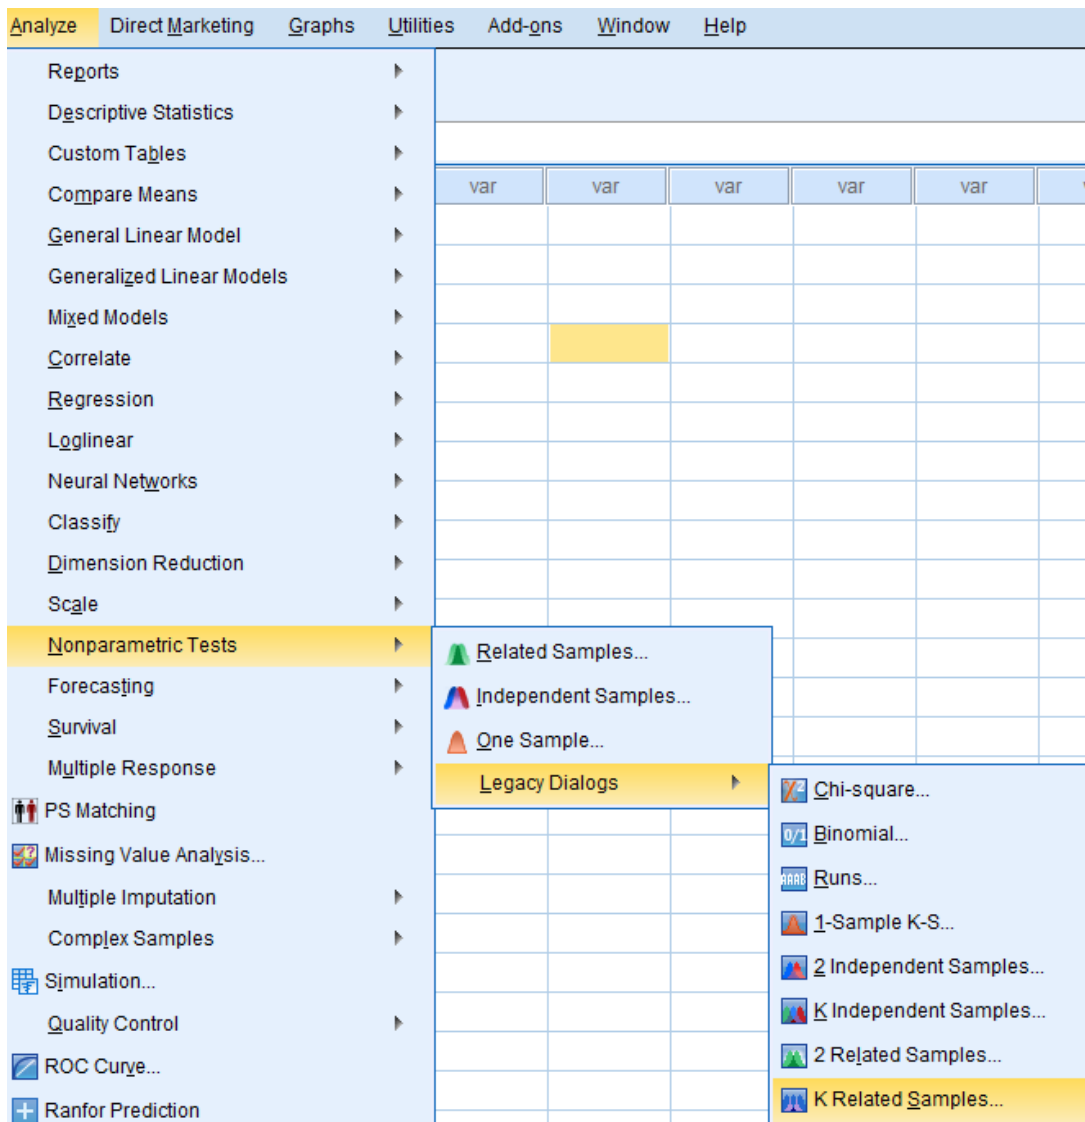 Analyze Direct Marketing Graphs Utilities Add-ons Window Help
Reports
Descriptive Statistics
Custom Tables
Compare Means
var var var var var
General Linear Model
Generalized Linear Models
Mixed Models
Correlate
Regression
Loglinear
Neural Networks
Classify
Dimension Reduction
Scale
Nonparametric Tests
Forecasting
Survival
Multiple Response
PS Matching
Missing Value Analysis...
Multiple Imputation
Complex Samples
Simulation...
Quality Control
ROC Curve...
Ranfor Prediction
Related Samples...
Independent Samples...
One Sample...
Legacy Dialogs
Chi-square...
0/1 Binomial...
AAAB Runs...
1-Sample K-S...
2 Independent Samples...
K Independent Samples...
2 Related Samples...
K Related Samples...